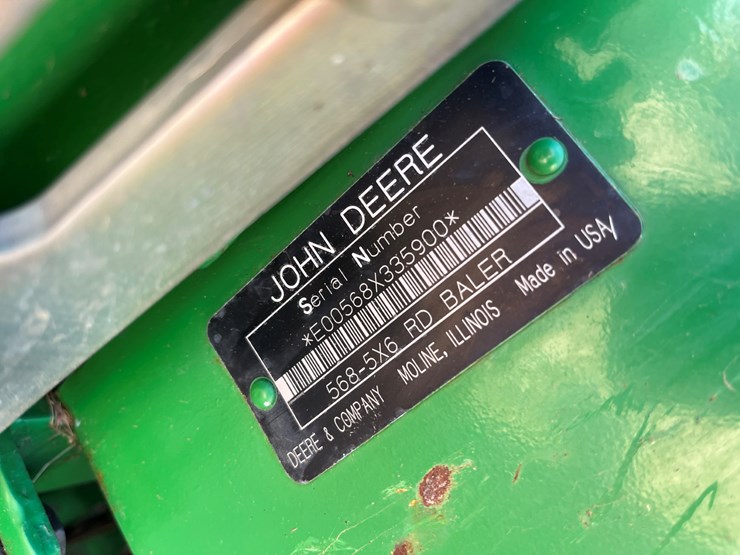 JOHN DEERE
Serial Number
*E00568X335900*
568-5X6 RD BALER
DEERE & COMPANY MOLINE, ILLINOIS Made in USA